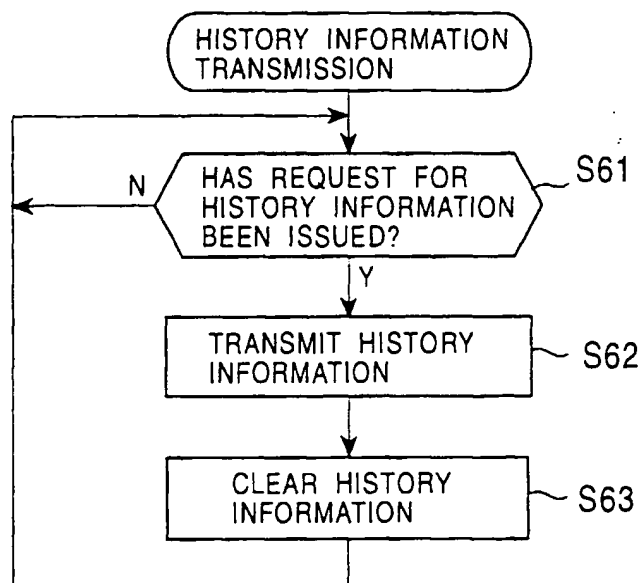 HISTORY INFORMATION
TRANSMISSION
N
HAS REQUEST FOR
HISTORY INFORMATION
BEEN ISSUED?
S61
Y
TRANSMIT HISTORY
INFORMATION
S62
CLEAR HISTORY
INFORMATION
S63